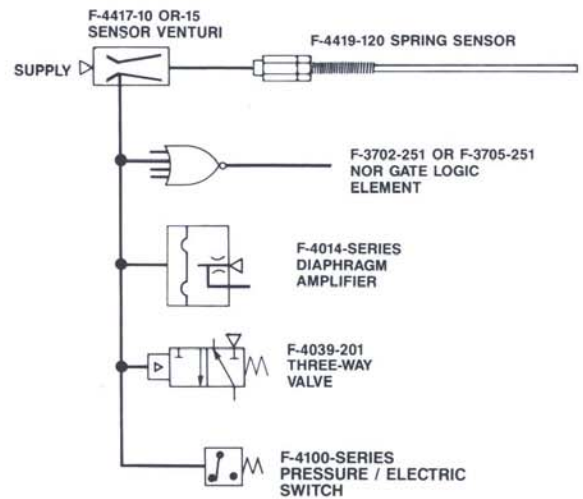 F-4417-10 OR-15
SENSOR VENTURI
F-4419-120 SPRING SENSOR
SUPPLY
F-3702-251 OR F-3705-251
NOR GATE LOGIC
ELEMENT
F-4014-SERIES
DIAPHRAGM
AMPLIFIER
F-4039-201
THREE-WAY
VALVE
F-4100-SERIES
PRESSURE / ELECTRIC
SWITCH